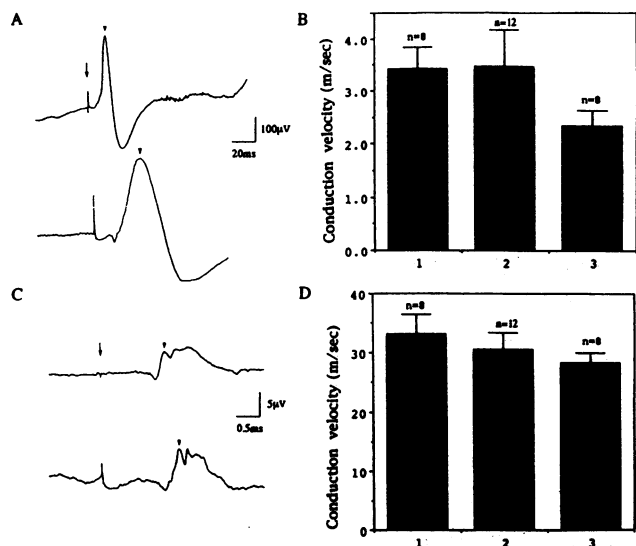 A
100μV
20ms
B
Conduction velocity (m/sec)
4.0
3.0
2.0
1.0
0.0
n=8
n=12
n=8
1 2 3
C
5μV
0.5ms
D
Conduction velocity (m/sec)
40
30
20
10
0
n=8
n=12
n=8
1 2 3